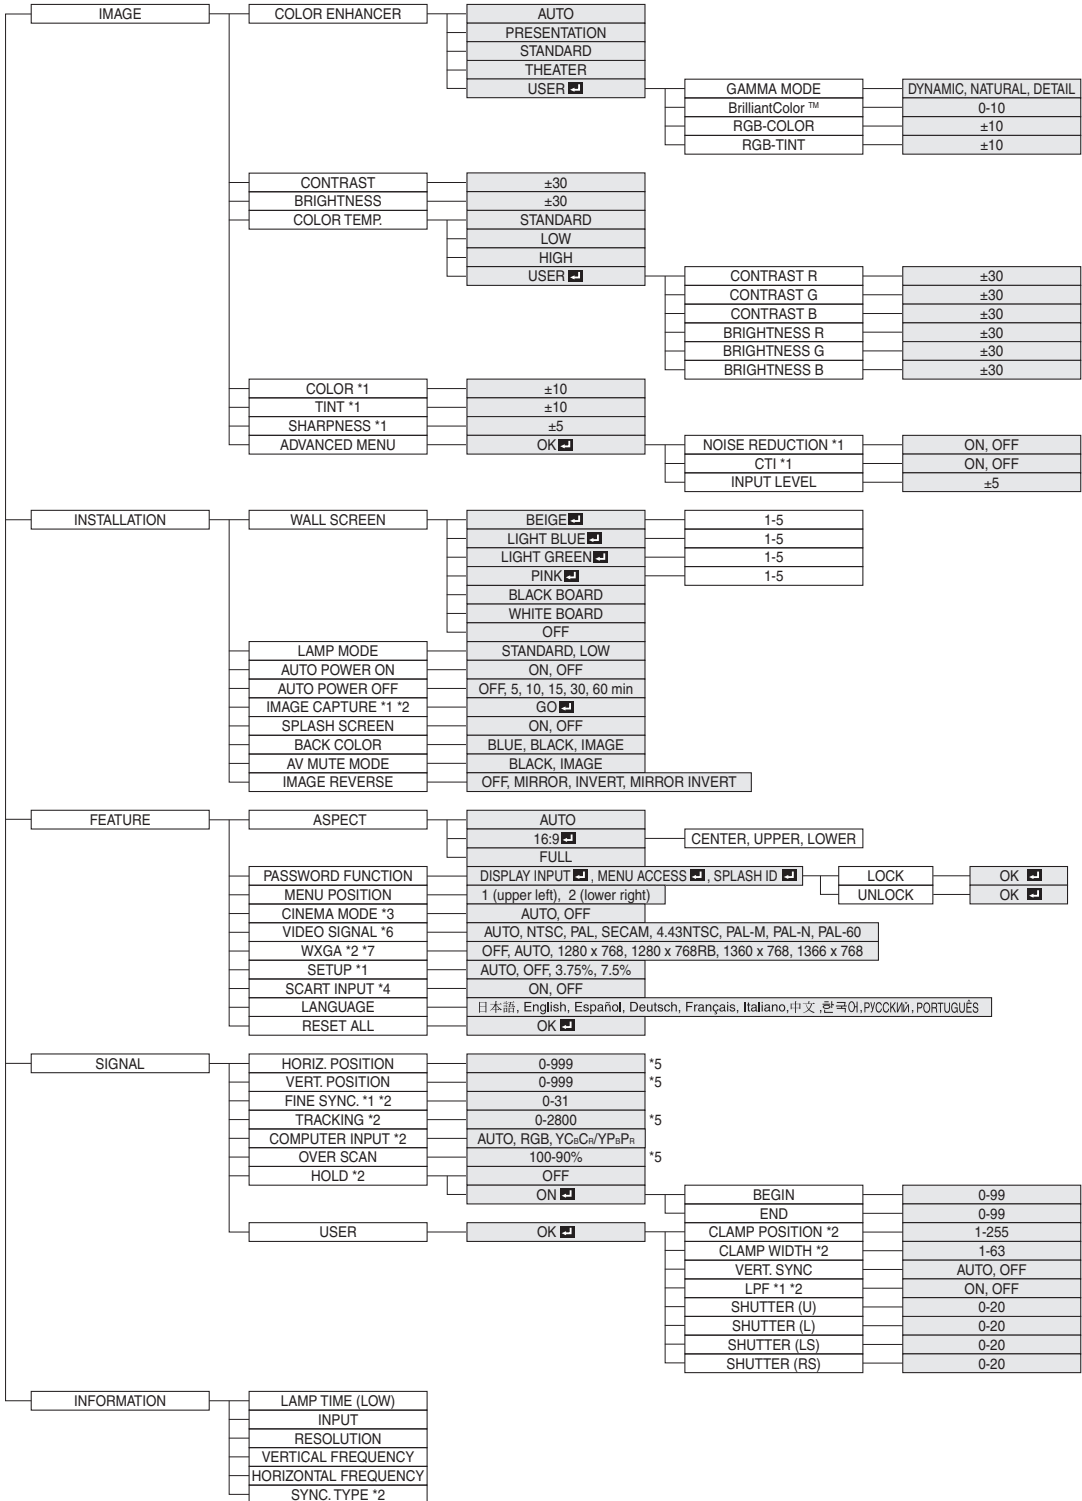 IMAGE COLOR ENHANCER AUTO
PRESENTATION
STANDARD
THEATER
USER GAMMA MODE DYNAMIC, NATURAL, DETAIL
BrilliantColor ™ 0-10
RGB-COLOR ±10
RGB-TINT ±10
CONTRAST ±30
BRIGHTNESS ±30
COLOR TEMP. STANDARD
LOW
HIGH
USER CONTRAST R ±30
CONTRAST G ±30
CONTRAST B ±30
BRIGHTNESS R ±30
BRIGHTNESS G ±30
BRIGHTNESS B ±30
COLOR *1 ±10
TINT *1 ±10
SHARPNESS *1 ±5
ADVANCED MENU OK NOISE REDUCTION *1 ON, OFF
CTI *1 ON, OFF
INPUT LEVEL ±5
INSTALLATION WALL SCREEN BEIGE 1-5
LIGHT BLUE 1-5
LIGHT GREEN 1-5
PINK 1-5
BLACK BOARD
WHITE BOARD
OFF
LAMP MODE STANDARD, LOW
AUTO POWER ON ON, OFF
AUTO POWER OFF OFF, 5, 10, 15, 30, 60 min
IMAGE CAPTURE *1 *2 GO
SPLASH SCREEN ON, OFF
BACK COLOR BLUE, BLACK, IMAGE
AV MUTE MODE BLACK, IMAGE
IMAGE REVERSE OFF, MIRROR, INVERT, MIRROR INVERT
FEATURE ASPECT AUTO
16:9 CENTER, UPPER, LOWER
FULL
PASSWORD FUNCTION DISPLAY INPUT , MENU ACCESS , SPLASH ID LOCK OK
UNLOCK OK
MENU POSITION 1 (upper left), 2 (lower right)
CINEMA MODE *3 AUTO, OFF
VIDEO SIGNAL *6 AUTO, NTSC, PAL, SECAM, 4.43NTSC, PAL-M, PAL-N, PAL-60
WXGA *2 *7 OFF, AUTO, 1280 x 768, 1280 x 768RB, 1360 x 768, 1366 x 768
SETUP *1 AUTO, OFF, 3.75%, 7.5%
SCART INPUT *4 ON, OFF
LANGUAGE 日本語, English, Español, Deutsch, Français, Italiano,中文 ,한국어,РУССКИЙ, PORTUGUÊS
RESET ALL OK
SIGNAL HORIZ. POSITION 0-999 *5
VERT. POSITION 0-999 *5
FINE SYNC. *1 *2 0-31
TRACKING *2 0-2800 *5
COMPUTER INPUT *2 AUTO, RGB, YCBCR/YPBPR
OVER SCAN 100-90% *5
HOLD *2 OFF
ON BEGIN 0-99
END 0-99
USER OK CLAMP POSITION *2 1-255
CLAMP WIDTH *2 1-63
VERT. SYNC AUTO, OFF
LPF *1 *2 ON, OFF
SHUTTER (U) 0-20
SHUTTER (L) 0-20
SHUTTER (LS) 0-20
SHUTTER (RS) 0-20
INFORMATION LAMP TIME (LOW)
INPUT
RESOLUTION
VERTICAL FREQUENCY
HORIZONTAL FREQUENCY
SYNC. TYPE *2